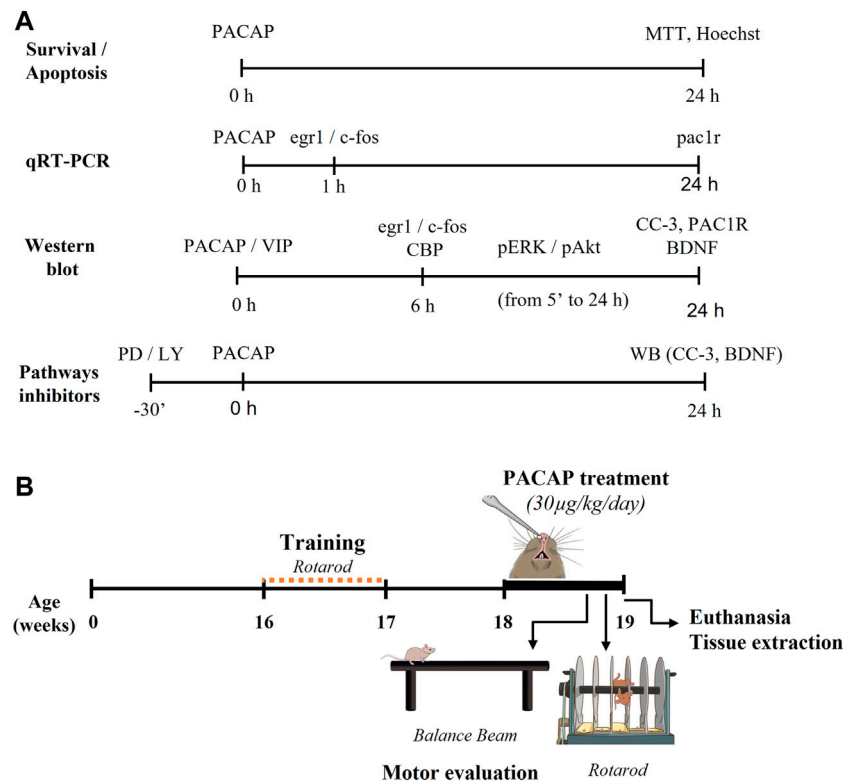 A
Survival /
Apoptosis
PACAP
MTT, Hoechst
0 h
24 h
qRT-PCR
PACAP
egr1 / c-fos
pac1r
0 h
1 h
24 h
Western
blot
PACAP / VIP
egr1 / c-fos
CBP
pERK / pAkt
CC-3, PAC1R
BDNF
0 h
6 h
(from 5’ to 24 h)
24 h
Pathways
inhibitors
PD / LY
PACAP
WB (CC-3, BDNF)
-30’
0 h
24 h
B
PACAP treatment
(30µg/kg/day)
Training
Rotarod
Age
(weeks)
0
16
17
18
19
Euthanasia
Tissue extraction
Balance Beam
Rotarod
Motor evaluation